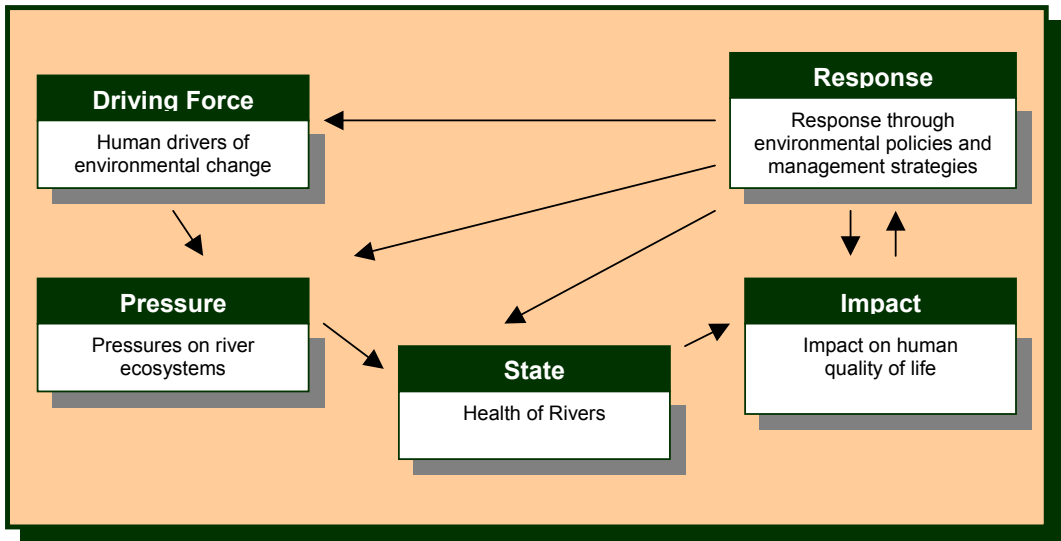 Driving Force
Human drivers of
environmental change
Response
Response through
environmental policies and
management strategies
Pressure
Pressures on river
ecosystems
State
Health of Rivers
Impact
Impact on human
quality of life